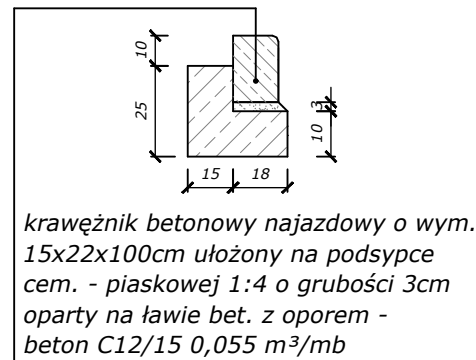 10
25
3
10
15 18
krawężnik betonowy najazdowy o wym.
15x22x100cm ułożony na podsypce
cem. - piaskowej 1:4 o grubości 3cm
oparty na ławie bet. z oporem -
beton C12/15 0,055 m³/mb